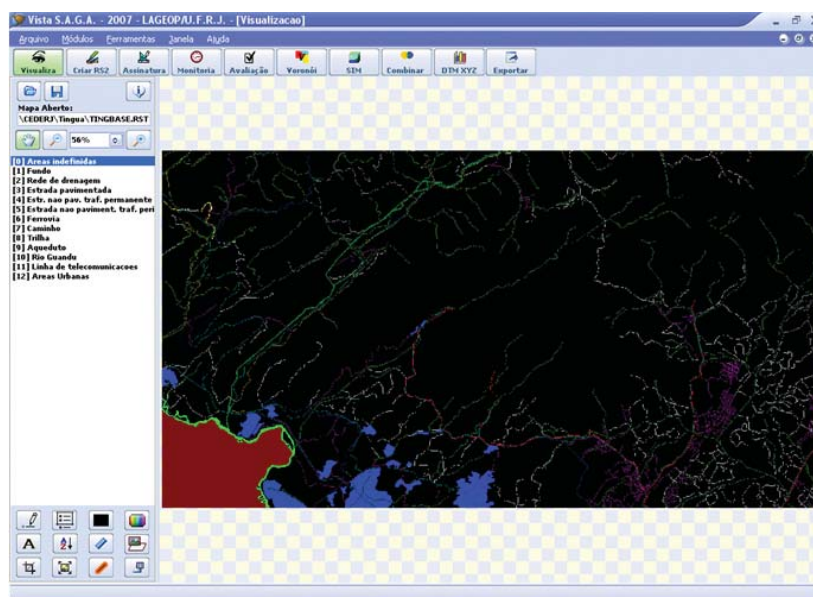 Vista S.A.G.A. - 2007 - LAGEOP/U.F.R.J. - [Visualizacao]
Arquivo Módulos Ferramentas Janela Ajuda
Visualiza Criar RS2 Assinatura Monitoria Avaliação Voronói SIM Combinar DTM XYZ Exportar
Mapa Aberto:
\CEDERJ\Tingua\TINGBASE.RST
56%
[0] Areas indefinidas
[1] Fundo
[2] Rede de drenagem
[3] Estrada pavimentada
[4] Estr. nao pav. traf. permanente
[5] Estrada nao paviment. traf. peri
[6] Ferrovia
[7] Caminho
[8] Trilha
[9] Aqueduto
[10] Rio Guandu
[11] Linha de telecomunicacoes
[12] Areas Urbanas
A